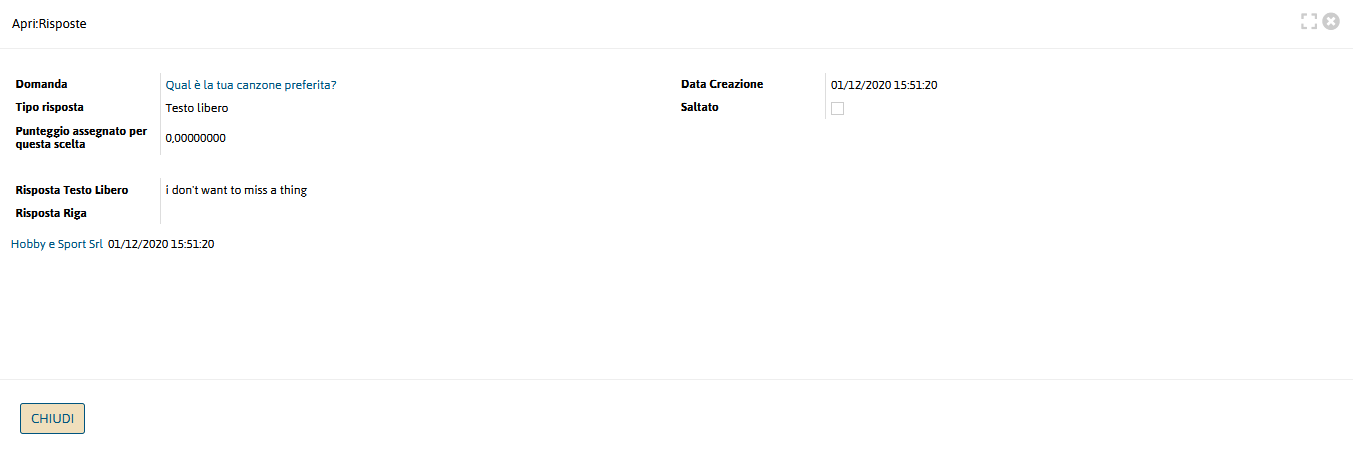 Apri:Risposte
Domanda Qual è la tua canzone preferita? Data Creazione 01/12/2020 15:51:20
Tipo risposta Testo libero Saltato
Punteggio assegnato per
questa scelta 0,00000000
Risposta Testo Libero i don't want to miss a thing
Risposta Riga
Hobby e Sport Srl 01/12/2020 15:51:20
CHIUDI